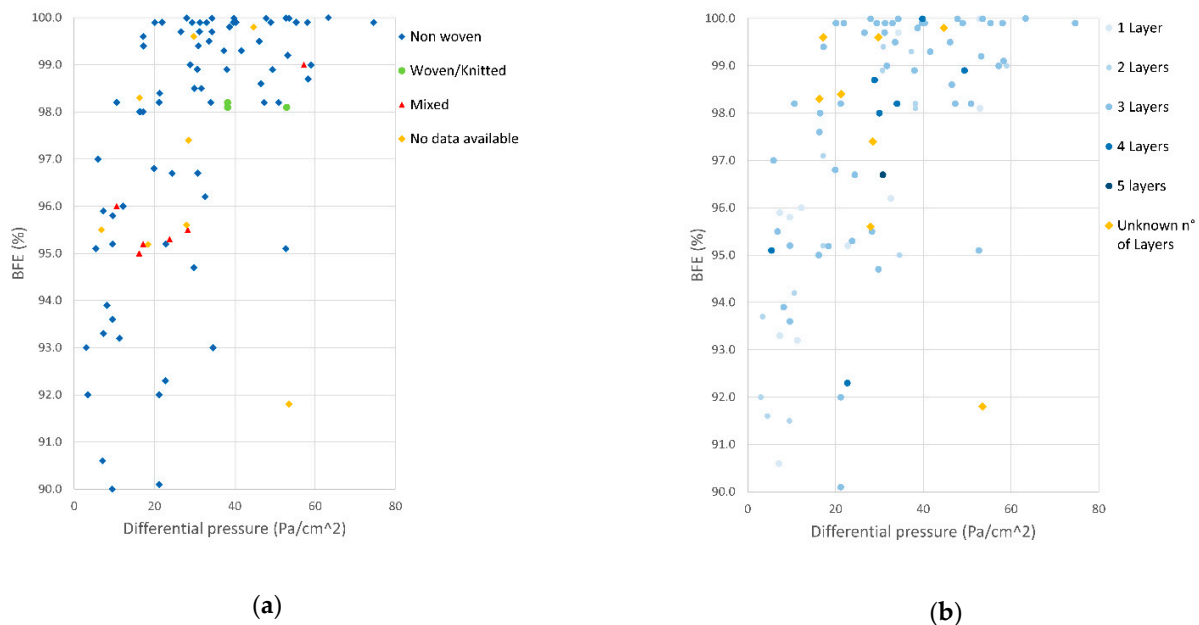 100.0
99.0
98.0
97.0
96.0
95.0
94.0
93.0
92.0
91.0
90.0
BFE (%)
0 20 40 60 80
Differential pressure (Pa/cm^2)
Non woven
Woven/Knitted
Mixed
No data available
(a)
100.0
99.0
98.0
97.0
96.0
95.0
94.0
93.0
92.0
91.0
90.0
BFE (%)
0 20 40 60 80
Differential pressure (Pa/cm^2)
1 Layer
2 Layers
3 Layers
4 Layers
5 layers
Unknown n°
of Layers
(b)